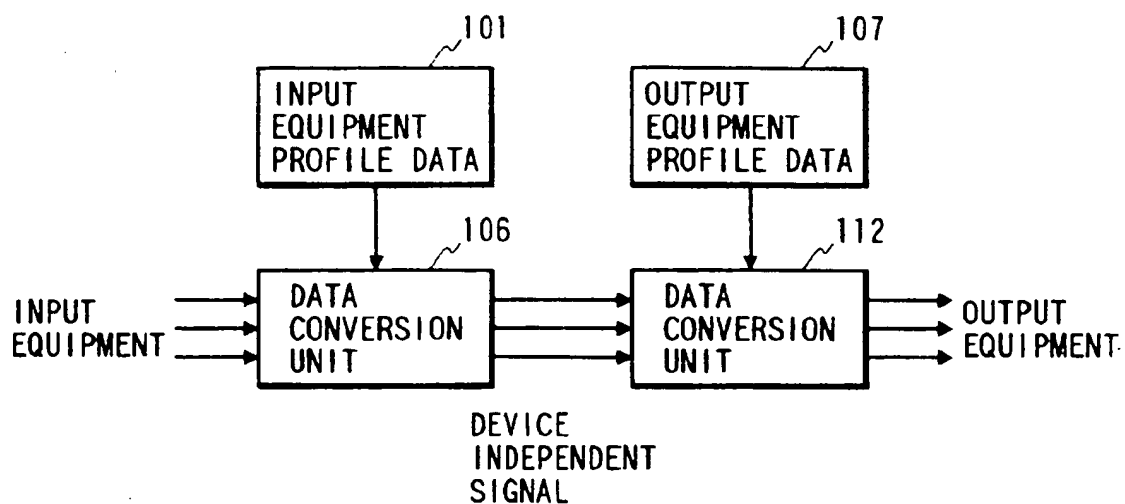 101
107
INPUT
EQUIPMENT
PROFILE DATA
OUTPUT
EQUIPMENT
PROFILE DATA
106
112
INPUT
EQUIPMENT
DATA
CONVERSION
UNIT
DATA
CONVERSION
UNIT
OUTPUT
EQUIPMENT
DEVICE
INDEPENDENT
SIGNAL